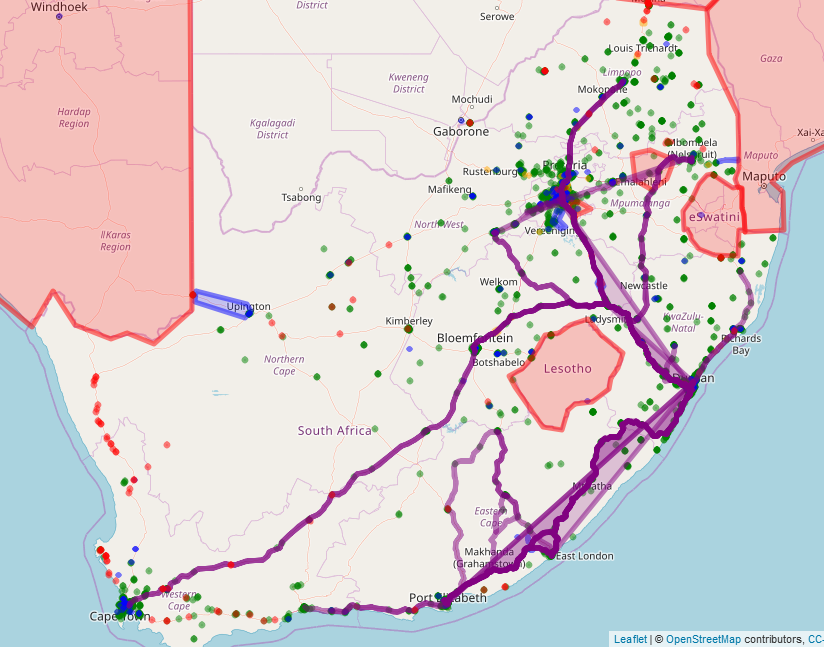 Windhoek
District
Serowe
Louis Trichardt
Gaza
Kweneng
District
Limpopo
Mochudi
Hardap
Region
Kgalagadi
District
Gaborone
Xai-Xa
Mbombela
(Nelspruit)
Maputo
Rustenburg
Emalahleni
Maputo
Mafikeng
Tsabong
Mpumalanga
eSwatini
North West
Vereeniging
ǁKaras
Region
Welkom
Newcastle
Upington
Kimberley
Ladysmith
KwaZulu-
Natal
Bloemfontein
Richards
Bay
Northern
Cape
Botshabelo
Lesotho
Durban
South Africa
Mthatha
Eastern
Cape
Makhanda
(Grahamstown)
East London
Western
Cape
Port Elizabeth
Cape Town
Leaflet | © OpenStreetMap contributors, CC-